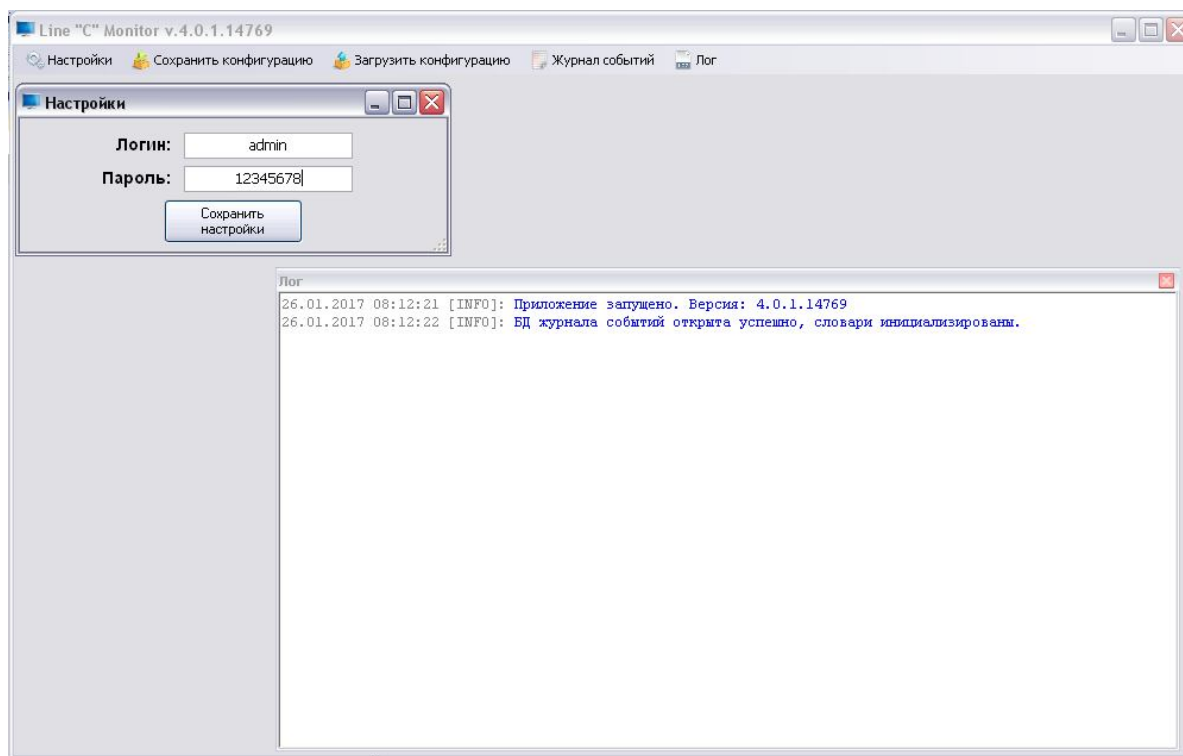 Line "C" Monitor v.4.0.1.14769
Настройки Сохранить конфигурацию Загрузить конфигурацию Журнал событий Лог
Настройки
Логин: admin
Пароль: 12345678
Сохранить
настройки
Лог
26.01.2017 08:12:21 [INFO]: Приложение запущено. Версия: 4.0.1.14769
26.01.2017 08:12:22 [INFO]: БД журнала событий открыта успешно, словари инициализированы.